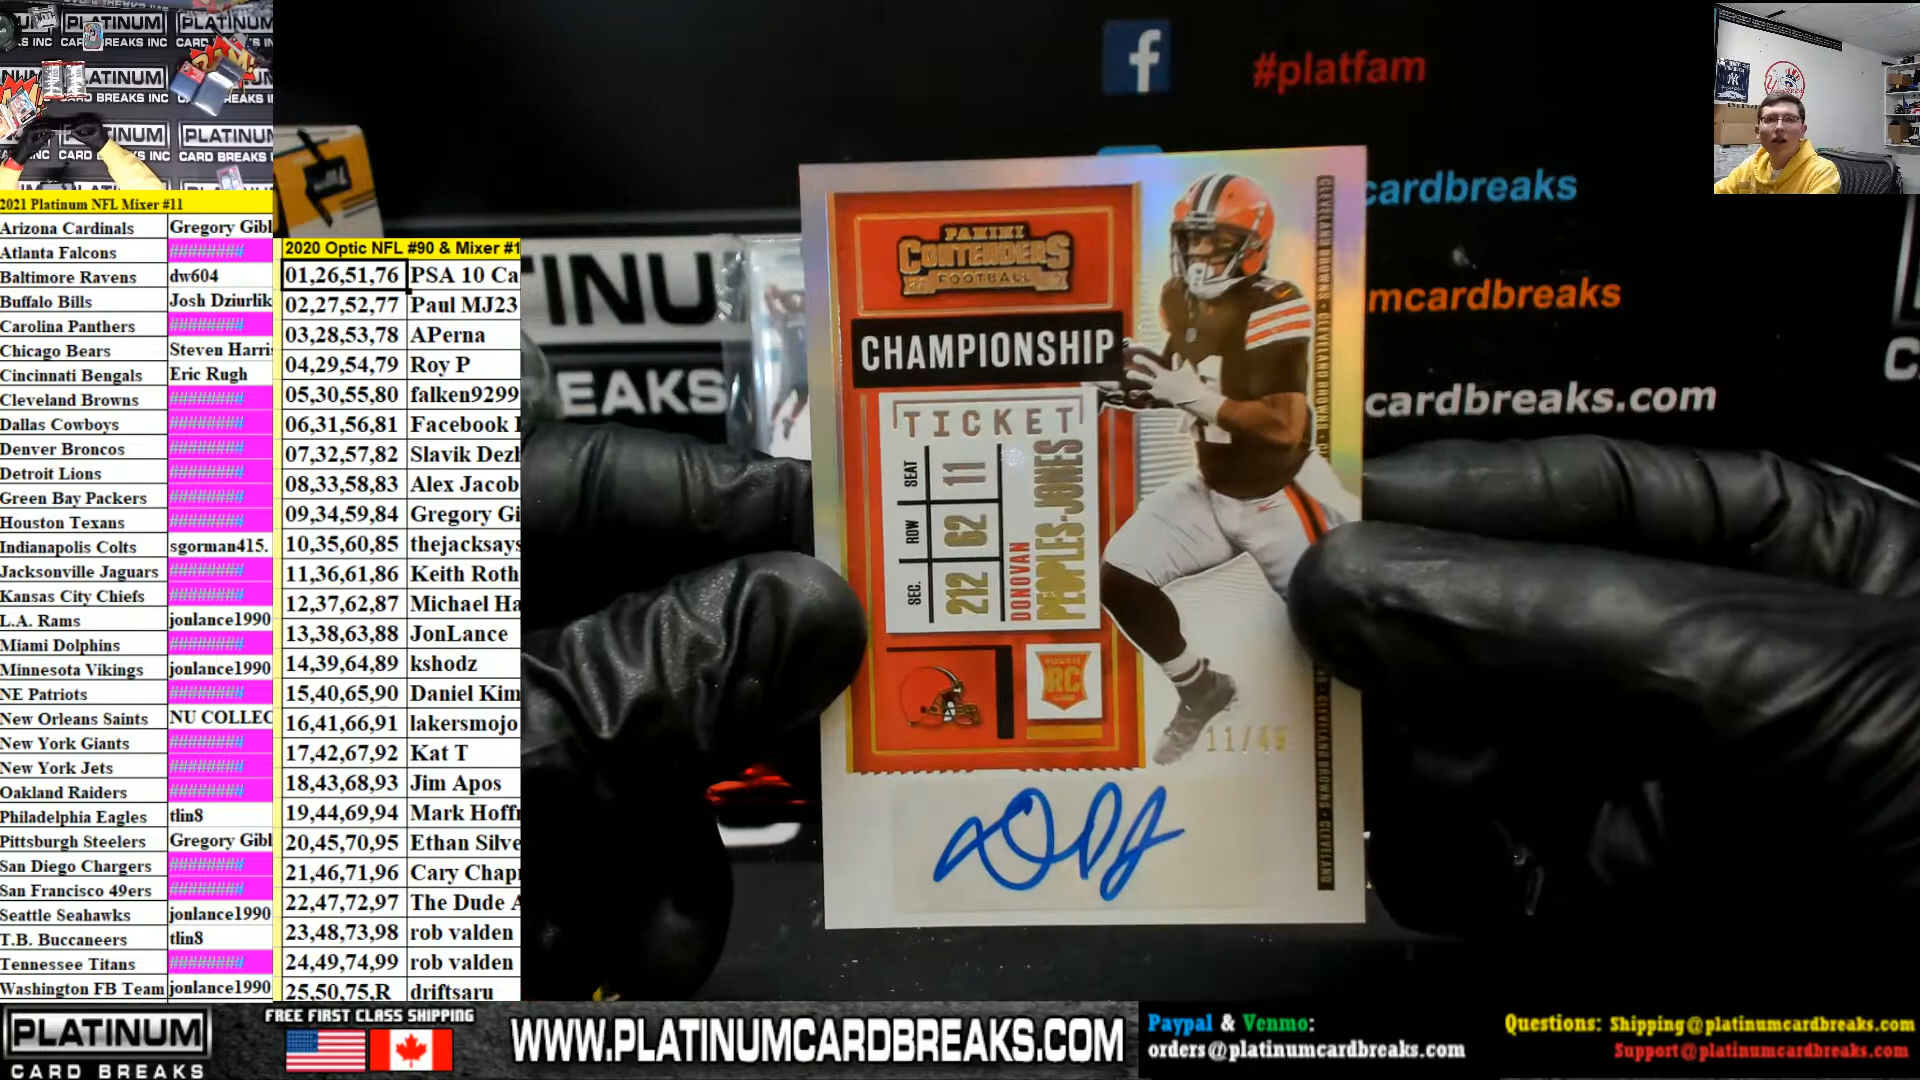 2021 Platinum NFL Mixer #11
Arizona Cardinals Gregory Gibl
Atlanta Falcons ########
Baltimore Ravens dw604
Buffalo Bills Josh Dziurlik
Carolina Panthers ########
Chicago Bears Steven Harri
Cincinnati Bengals Eric Rugh
Cleveland Browns ########
Dallas Cowboys ########
Denver Broncos ########
Detroit Lions ########
Green Bay Packers ########
Houston Texans ########
Indianapolis Colts sgorman415.
Jacksonville Jaguars ########
Kansas City Chiefs ########
L.A. Rams jonlance1990
Miami Dolphins ########
Minnesota Vikings jonlance1990
NE Patriots ########
New Orleans Saints NU COLLEC
New York Giants ########
New York Jets ########
Oakland Raiders ########
Philadelphia Eagles tlin8
Pittsburgh Steelers Gregory Gibl
San Diego Chargers ########
San Francisco 49ers ########
Seattle Seahawks jonlance1990
T.B. Buccaneers tlin8
Tennessee Titans ########
Washington FB Team jonlance1990
2020 Optic NFL #90 & Mixer #1
01,26,51,76 PSA 10 Ca
02,27,52,77 Paul MJ23
03,28,53,78 APerna
04,29,54,79 Roy P
05,30,55,80 falken9299
06,31,56,81 Facebook
07,32,57,82 Slavik Dezh
08,33,58,83 Alex Jacob
09,34,59,84 Gregory Gi
10,35,60,85 thejacksays
11,36,61,86 Keith Roth
12,37,62,87 Michael Ha
13,38,63,88 JonLance
14,39,64,89 kshodz
15,40,65,90 Daniel Kim
16,41,66,91 lakersmojo
17,42,67,92 Kat T
18,43,68,93 Jim Apos
19,44,69,94 Mark Hoff
20,45,70,95 Ethan Silve
21,46,71,96 Cary Chap
22,47,72,97 The Dude A
23,48,73,98 rob valden
24,49,74,99 rob valden
25,50,75,R driftsaru
f #platfam
cardbreaks
mcardbreaks
cardbreaks.com
TINU
EAKS
PANINI
CONTENDERS
FOOTBALL
CHAMPIONSHIP
TICKET
SEC. 212 ROW 62 SEAT 11
DONOVAN
PEOPLES-JONES
ROOKIE
RC
11/49
CLEVELAND BROWNS
PLATINUM
CARD BREAKS
FREE FIRST CLASS SHIPPING
WWW.PLATINUMCARDBREAKS.COM
Paypal & Venmo:
orders@platinumcardbreaks.com
Questions: Shipping@platinumcardbreaks.com
Support@platinumcardbreaks.com